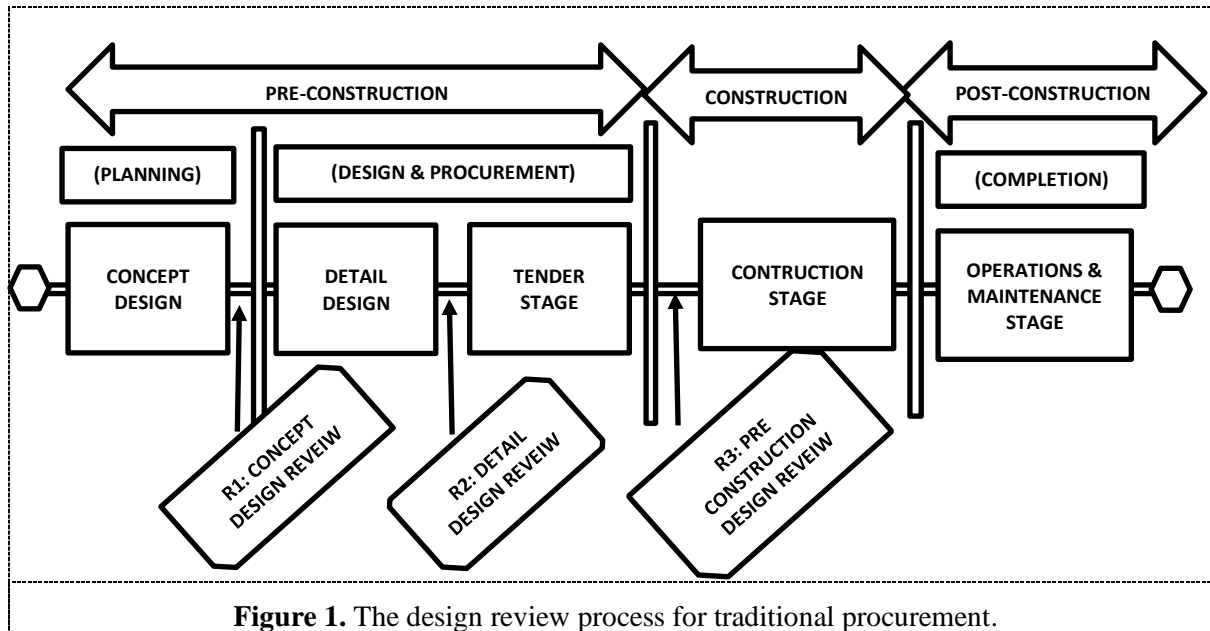 PRE-CONSTRUCTION
CONSTRUCTION
POST-CONSTRUCTION
(PLANNING)
(DESIGN & PROCUREMENT)
(COMPLETION)
CONCEPT
DESIGN
DETAIL
DESIGN
TENDER
STAGE
CONTRUCTION
STAGE
OPERATIONS &
MAINTENANCE
STAGE
R1: CONCEPT
DESIGN REVEIW
R2: DETAIL
DESIGN REVEIW
R3: PRE
CONSTRUCTION
DESIGN REVEIW
Figure 1. The design review process for traditional procurement.